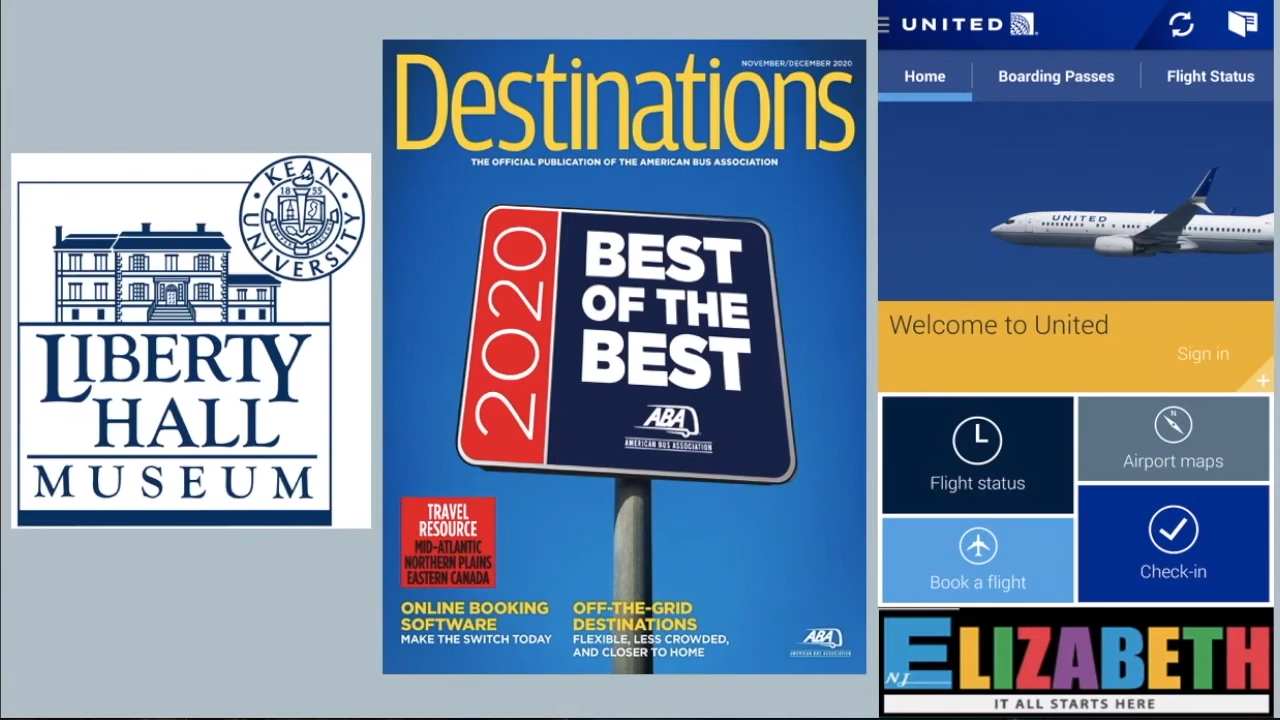 KEAN
UNIVERSITY
1855
LIBERTY
HALL
MUSEUM
NOVEMBER/DECEMBER 2020
Destinations
THE OFFICIAL PUBLICATION OF THE AMERICAN BUS ASSOCIATION
2020
BEST
OF THE
BEST
ABA
AMERICAN BUS ASSOCIATION
TRAVEL
RESOURCE
MID-ATLANTIC
NORTHERN PLAINS
EASTERN CANADA
ONLINE BOOKING
SOFTWARE
MAKE THE SWITCH TODAY
OFF-THE-GRID
DESTINATIONS
FLEXIBLE, LESS CROWDED,
AND CLOSER TO HOME
ABA
AMERICAN BUS ASSOCIATION
UNITED
Home Boarding Passes Flight Status
UNITED
Welcome to United
Sign in
+
N
Flight status
Airport maps
Book a flight
Check-in
ELIZABETH
NJ
IT ALL STARTS HERE